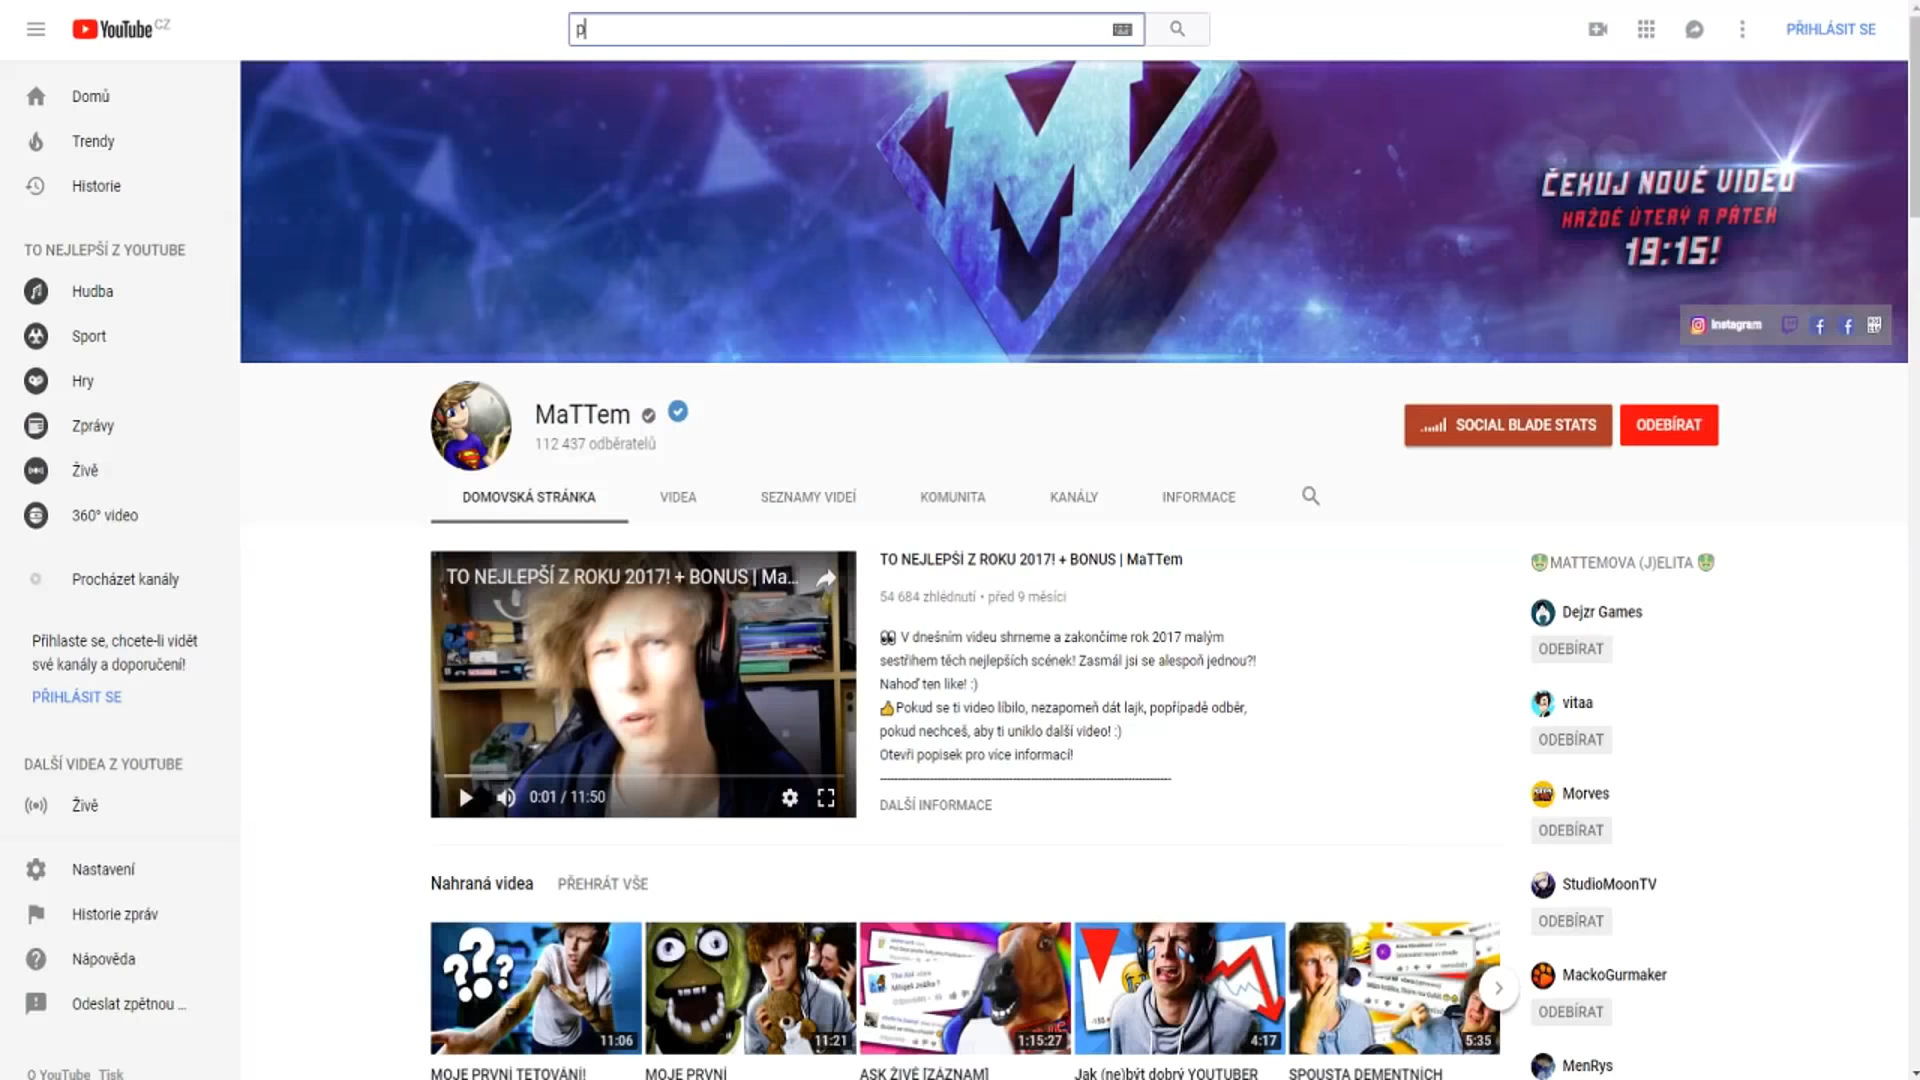 YouTube CZ
p
PŘIHLÁSIT SE
Domů
Trendy
Historie
TO NEJLEPŠÍ Z YOUTUBE
Hudba
Sport
Hry
Zprávy
Živě
360° video
Procházet kanály
Přihlaste se, chcete-li vidět
své kanály a doporučení!
PŘIHLÁSIT SE
DALŠÍ VIDEA Z YOUTUBE
Živě
Nastavení
Historie zpráv
Nápověda
Odeslat zpětnou ...
O YouTube Tisk
ČEKUJ NOVÉ VIDEO
KAŽDÉ ÚTERÝ A PÁTEK
19:15!
Instagram
MaTTem
112 437 odběratelů
SOCIAL BLADE STATS
ODEBÍRAT
DOMOVSKÁ STRÁNKA
VIDEA
SEZNAMY VIDEÍ
KOMUNITA
KANÁLY
INFORMACE
TO NEJLEPŠÍ Z ROKU 2017! + BONUS | Ma...
0:01 / 11:50
TO NEJLEPŠÍ Z ROKU 2017! + BONUS | MaTTem
54 684 zhlédnutí • před 9 měsíci
👀 V dnešním videu shrneme a zakončíme rok 2017 malým
sestřihem těch nejlepších scének! Zasmál jsi se alespoň jednou?!
Nahoď ten like! :)
👍Pokud se ti video líbilo, nezapomeň dát lajk, popřípadě odběr,
pokud nechceš, aby ti uniklo další video! :)
Otevři popisek pro více informací!
DALŠÍ INFORMACE
MATTEMOVA (J)ELITA
Dejzr Games
ODEBÍRAT
vitaa
ODEBÍRAT
Morves
ODEBÍRAT
StudioMoonTV
ODEBÍRAT
MackoGurmaker
ODEBÍRAT
MenRys
Nahraná videa
PŘEHRÁT VŠE
11:06
11:21
1:15:27
4:17
5:35
MOJE PRVNÍ TETOVÁNÍ!
MOJE PRVNÍ
ASK ŽIVĚ [ZÁZNAM]
Jak (ne)být dobrý YOUTUBER
SPOUSTA DEMENTNÍCH